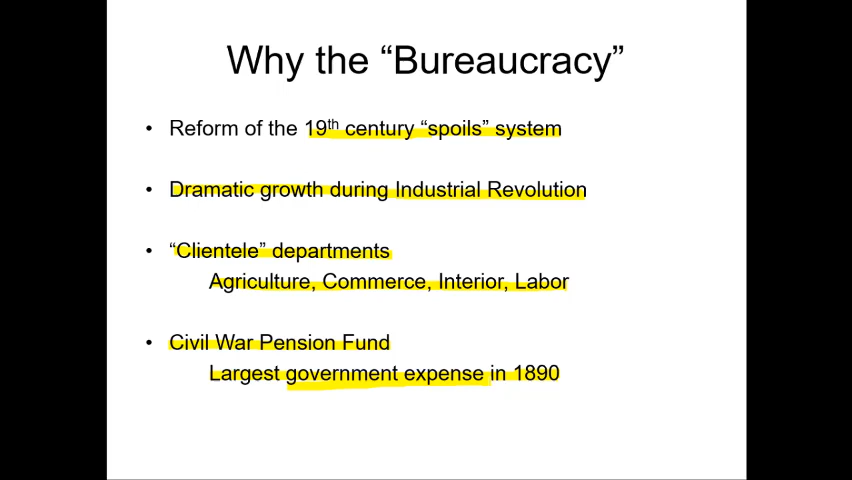 Why the “Bureaucracy”
• Reform of the 19th century “spoils” system
• Dramatic growth during Industrial Revolution
• “Clientele” departments
Agriculture, Commerce, Interior, Labor
• Civil War Pension Fund
Largest government expense in 1890